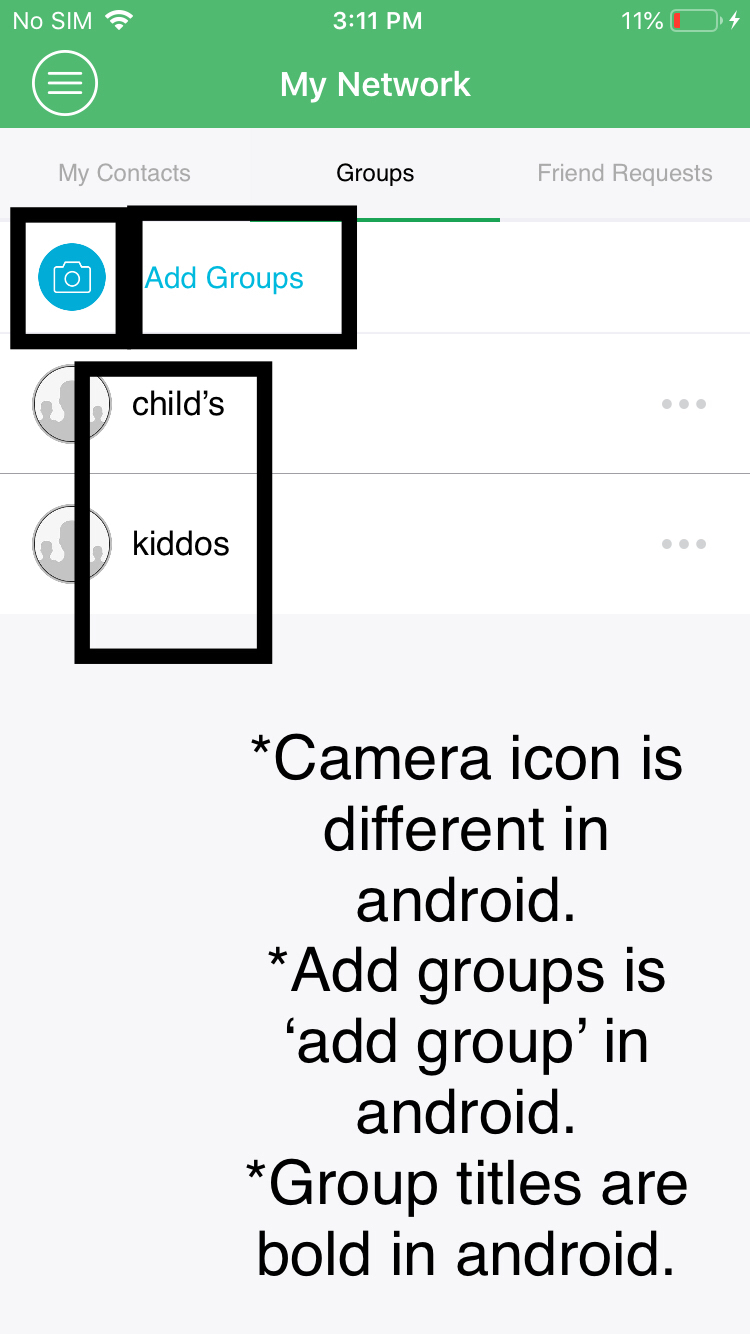 No SIM 3:11 PM 11%
My Network
My Contacts Groups Friend Requests
Add Groups
child’s
kiddos
*Camera icon is
different in
android.
*Add groups is
‘add group’ in
android.
*Group titles are
bold in android.